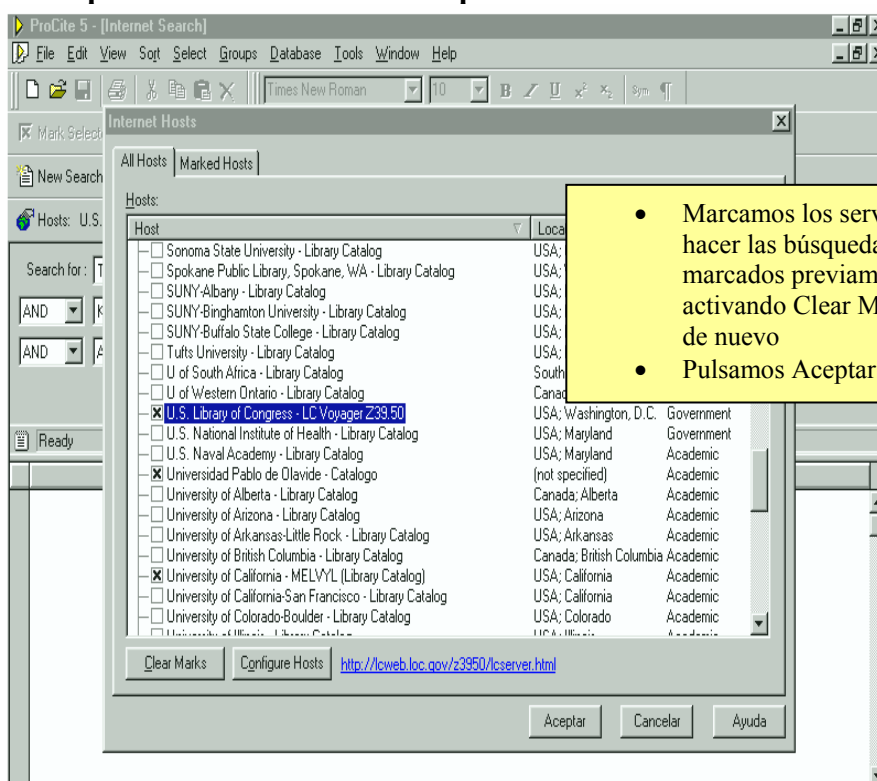 ProCite 5 - [Internet Search]
File Edit View Sort Select Groups Database Tools Window Help
Times New Roman 10 B I U x² x₂ Sym ¶
Mark Select
Internet Hosts
All Hosts Marked Hosts
New Search
Hosts:
Hosts: U.S.
Host Loca
Sonoma State University - Library Catalog USA;
Spokane Public Library, Spokane, WA - Library Catalog USA;
SUNY-Albany - Library Catalog USA;
Search for: T
SUNY-Binghamton University - Library Catalog USA;
AND K
SUNY-Buffalo State College - Library Catalog USA;
Tufts University - Library Catalog USA;
AND A
U of South Africa - Library Catalog South
U of Western Ontario - Library Catalog Canad
U.S. Library of Congress - LC Voyager Z39.50 USA; Washington, D.C. Government
U.S. National Institute of Health - Library Catalog USA; Maryland Government
Ready
U.S. Naval Academy - Library Catalog USA; Maryland Academic
Universidad Pablo de Olavide - Catalogo (not specified) Academic
University of Alberta - Library Catalog Canada; Alberta Academic
University of Arizona - Library Catalog USA; Arizona Academic
University of Arkansas-Little Rock - Library Catalog USA; Arkansas Academic
University of British Columbia - Library Catalog Canada; British Columbia Academic
University of California - MELVYL (Library Catalog) USA; California Academic
University of California-San Francisco - Library Catalog USA; California Academic
University of Colorado-Boulder - Library Catalog USA; Colorado Academic
Clear Marks Configure Hosts http://lcweb.loc.gov/z3950/lcserver.html
Aceptar Cancelar Ayuda
• Marcamos los serv
hacer las búsqueda
marcados previam
activando Clear M
de nuevo
• Pulsamos Aceptar